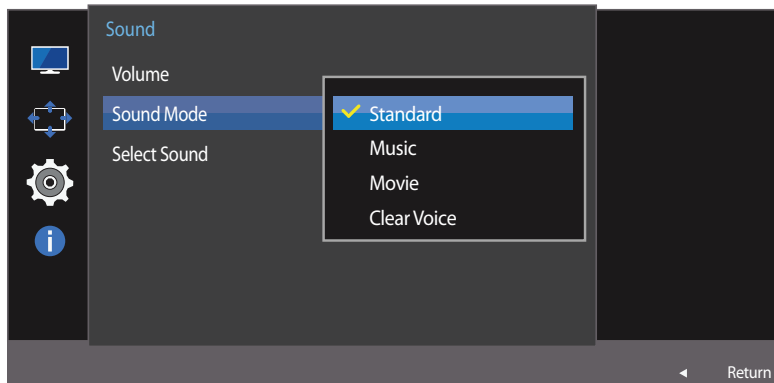 Sound
Volume
Sound Mode
Select Sound
Standard
Music
Movie
Clear Voice
Return